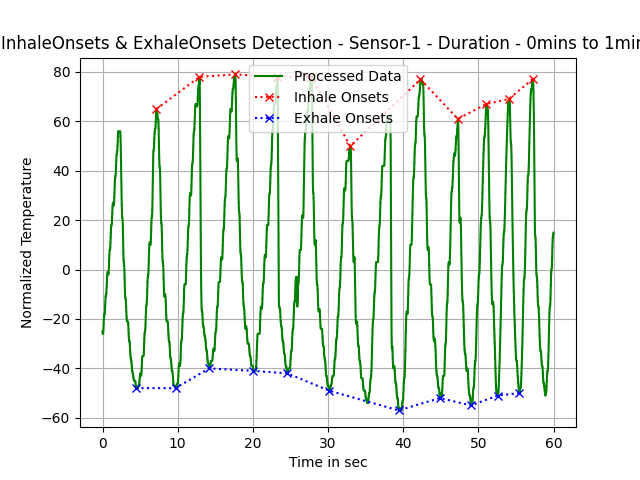 InhaleOnsets & ExhaleOnsets Detection - Sensor-1 - Duration - 0mins to 1min
Processed Data
Inhale Onsets
Exhale Onsets
Normalized Temperature
80
60
40
20
0
−20
−40
−60
0 10 20 30 40 50 60
Time in sec